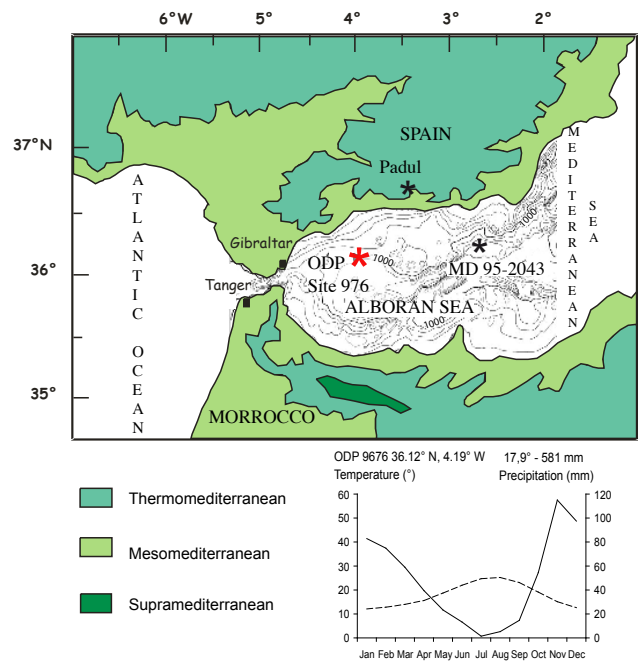 6°W 5° 4° 3° 2°
37°N
36°
35°
SPAIN
Padul
MEDITERRANEAN
SEA
ATLANTIC
OCEAN
Gibraltar
Tanger
ODP
Site 976
1000
1000
1000
MD 95-2043
ALBORAN SEA
MORROCCO
Thermomediterranean
Mesomediterranean
Supramediterranean
ODP 9676 36.12° N, 4.19° W 17,9° - 581 mm
Temperature (°) Precipitation (mm)
60 120
50 100
40 80
30 60
20 40
10 20
0 0
Jan Feb Mar Apr May Jun Jul Aug Sep Oct Nov Dec